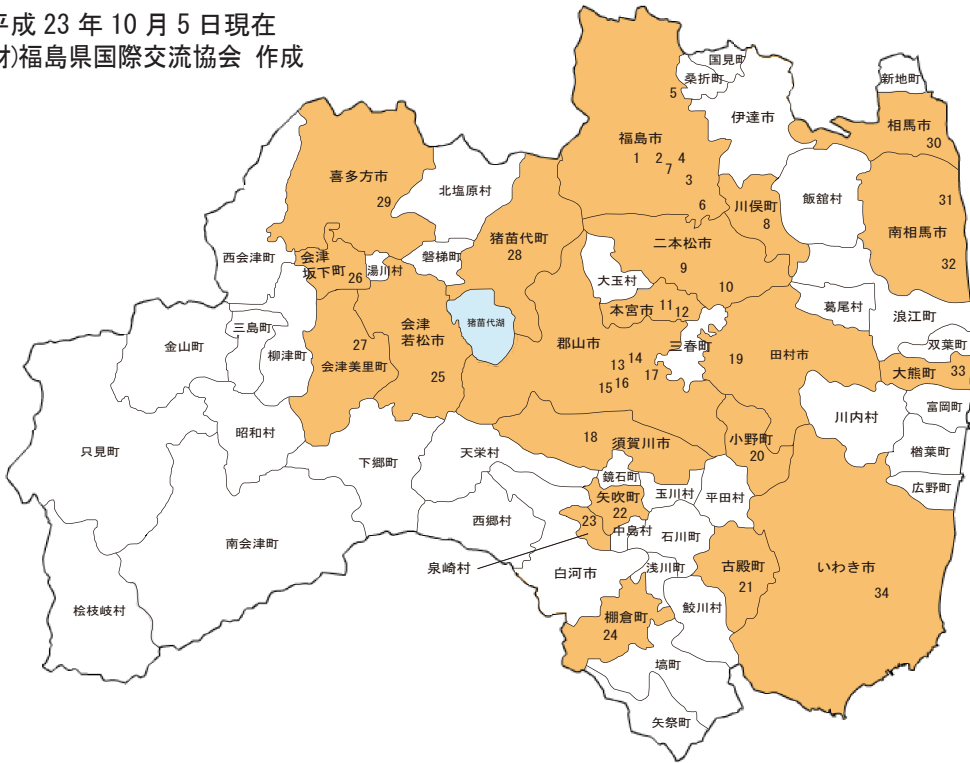 平成 23 年 10 月 5 日現在
財)福島県国際交流協会 作成
国見町
桑折町
5
新地町
伊達市
相馬市
30
福島市
1 2 4
7
3
6
喜多方市
29
北塩原村
川俣町
8
飯舘村
31
南相馬市
32
猪苗代町
28
二本松市
9
10
西会津町
会津
坂下町
26
湯川村
磐梯町
大玉村
本宮市
11
12
葛尾村
浪江町
双葉町
猪苗代湖
会津
若松市
25
三島町
金山町
柳津町
27
会津美里町
郡山市
13
14
15
16
17
三春町
19
田村市
大熊町
33
富岡町
川内村
楢葉町
広野町
昭和村
只見町
下郷町
天栄村
18
須賀川市
小野町
20
鏡石町
矢吹町
22
玉川村
平田村
23
中島村
石川町
西郷村
南会津町
泉崎村
白河市
浅川町
古殿町
21
いわき市
34
鮫川村
棚倉町
24
桧枝岐村
塙町
矢祭町